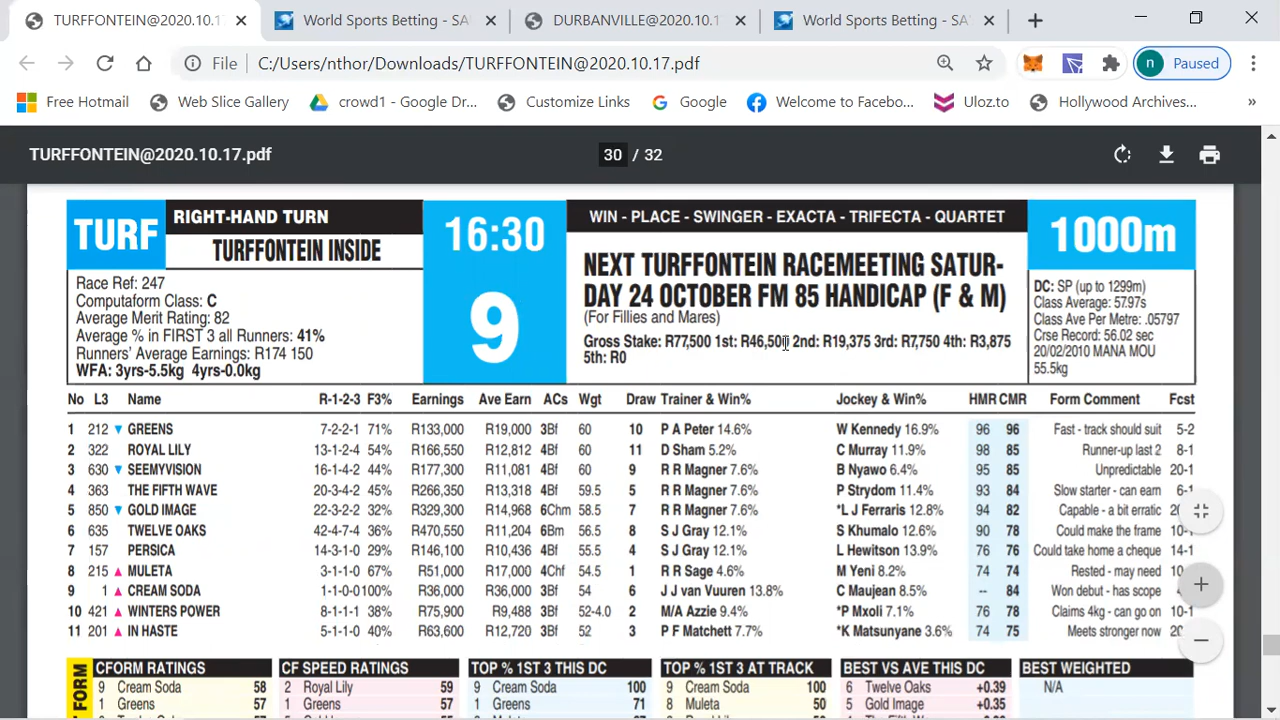 TURFFONTEIN@2020.10.1
World Sports Betting - SA
DURBANVILLE@2020.10.1
World Sports Betting - SA
File C:/Users/nthor/Downloads/TURFFONTEIN@2020.10.17.pdf
n Paused
Free Hotmail Web Slice Gallery crowd1 - Google Dr... Customize Links Google Welcome to Facec... Uloz.to Hollywood Archives... »
TURFFONTEIN@2020.10.17.pdf 30 / 32
TURF RIGHT-HAND TURN
TURFFONTEIN INSIDE
Race Ref: 247
Computaform Class: C
Average Merit Rating: 82
Average % in FIRST 3 all Runners: 41%
Runners' Average Earnings: R174 150
WFA: 3yrs-5.5kg 4yrs-0.0kg
16:30
9
WIN - PLACE - SWINGER - EXACTA - TRIFECTA - QUARTET
NEXT TURFFONTEIN RACEMEETING SATUR-
DAY 24 OCTOBER FM 85 HANDICAP (F & M)
(For Fillies and Mares)
Gross Stake: R77,500 1st: R46,500 2nd: R19,375 3rd: R7,750 4th: R3,875
5th: R0
1000m
DC: SP (up to 1299m)
Class Average: 57.97s
Class Ave Per Metre: .05797
Crse Record: 56.02 sec
20/02/2010 MANA MOU
55.5kg
No L3 Name R-1-2-3 F3% Earnings Ave Earn ACs Wgt Draw Trainer & Win% Jockey & Win% HMR CMR Form Comment Fcst
1 212 ▼ GREENS 7-2-2-1 71% R133,000 R19,000 3Bf 60 10 P A Peter 14.6% W Kennedy 16.9% 96 96 Fast - track should suit 5-2
2 322 ROYAL LILY 13-1-2-4 54% R166,550 R12,812 4Bf 60 11 D Sham 5.2% C Murray 11.9% 98 85 Runner-up last 2 8-1
3 630 ▼ SEEMYVISION 16-1-4-2 44% R177,300 R11,081 4Bf 60 9 R R Magner 7.6% B Nyawo 6.4% 95 85 Unpredictable 20-1
4 363 THE FIFTH WAVE 20-3-4-2 45% R266,350 R13,318 4Bf 59.5 5 R R Magner 7.6% P Strydom 11.4% 93 84 Slow starter - can earn 6-1
5 850 ▼ GOLD IMAGE 22-3-2-2 32% R329,300 R14,968 6Chm 58.5 7 R R Magner 7.6% *L J Ferraris 12.8% 94 82 Capable - a bit erratic
6 635 TWELVE OAKS 42-4-7-4 36% R470,550 R11,204 6Bm 56.5 8 S J Gray 12.1% S Khumalo 12.6% 90 78 Could make the frame 10-1
7 157 PERSICA 14-3-1-0 29% R146,100 R10,436 4Bf 55.5 4 S J Gray 12.1% L Hewitson 13.9% 76 76 Could take home a cheque 14-1
8 215 ▲ MULETA 3-1-1-0 67% R51,000 R17,000 4Chf 54.5 1 R R Sage 4.6% M Yeni 8.2% 74 74 Rested - may need
9 1 ▲ CREAM SODA 1-1-0-0 100% R36,000 R36,000 3Bf 54 6 J J van Vuuren 13.8% C Maujean 8.5% -- 84 Won debut - has scope
10 421 ▲ WINTERS POWER 8-1-1-1 38% R75,900 R9,488 3Bf 52-4.0 2 M/A Azzie 9.4% *P Mxoli 7.1% 76 78 Claims 4kg - can go on 10-1
11 201 ▲ IN HASTE 5-1-1-0 40% R63,600 R12,720 3Bf 52 3 P F Matchett 7.7% *K Matsunyane 3.6% 74 75 Meets stronger now
FORM
CFORM RATINGS CF SPEED RATINGS TOP % 1ST 3 THIS DC TOP % 1ST 3 AT TRACK BEST VS AVE THIS DC BEST WEIGHTED
9 Cream Soda 58 2 Royal Lily 59 9 Cream Soda 100 9 Cream Soda 100 6 Twelve Oaks +0.39 N/A
1 Greens 57 1 Greens 57 1 Greens 71 8 Muleta 50 5 Gold Image +0.35